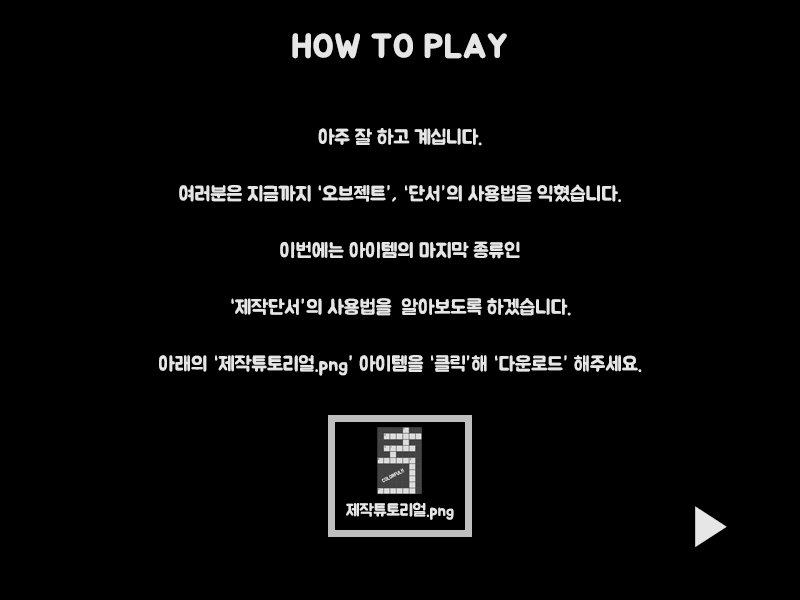 HOW TO PLAY
아주 잘 하고 계십니다.
여러분은 지금까지 '오브젝트', '단서'의 사용법을 익혔습니다.
이번에는 아이템의 마지막 종류인
'제작단서'의 사용법을 알아보도록 하겠습니다.
아래의 '제작튜토리얼.png' 아이템을 '클릭'해 '다운로드' 해주세요.
COLORFUL!!
제작튜토리얼.png